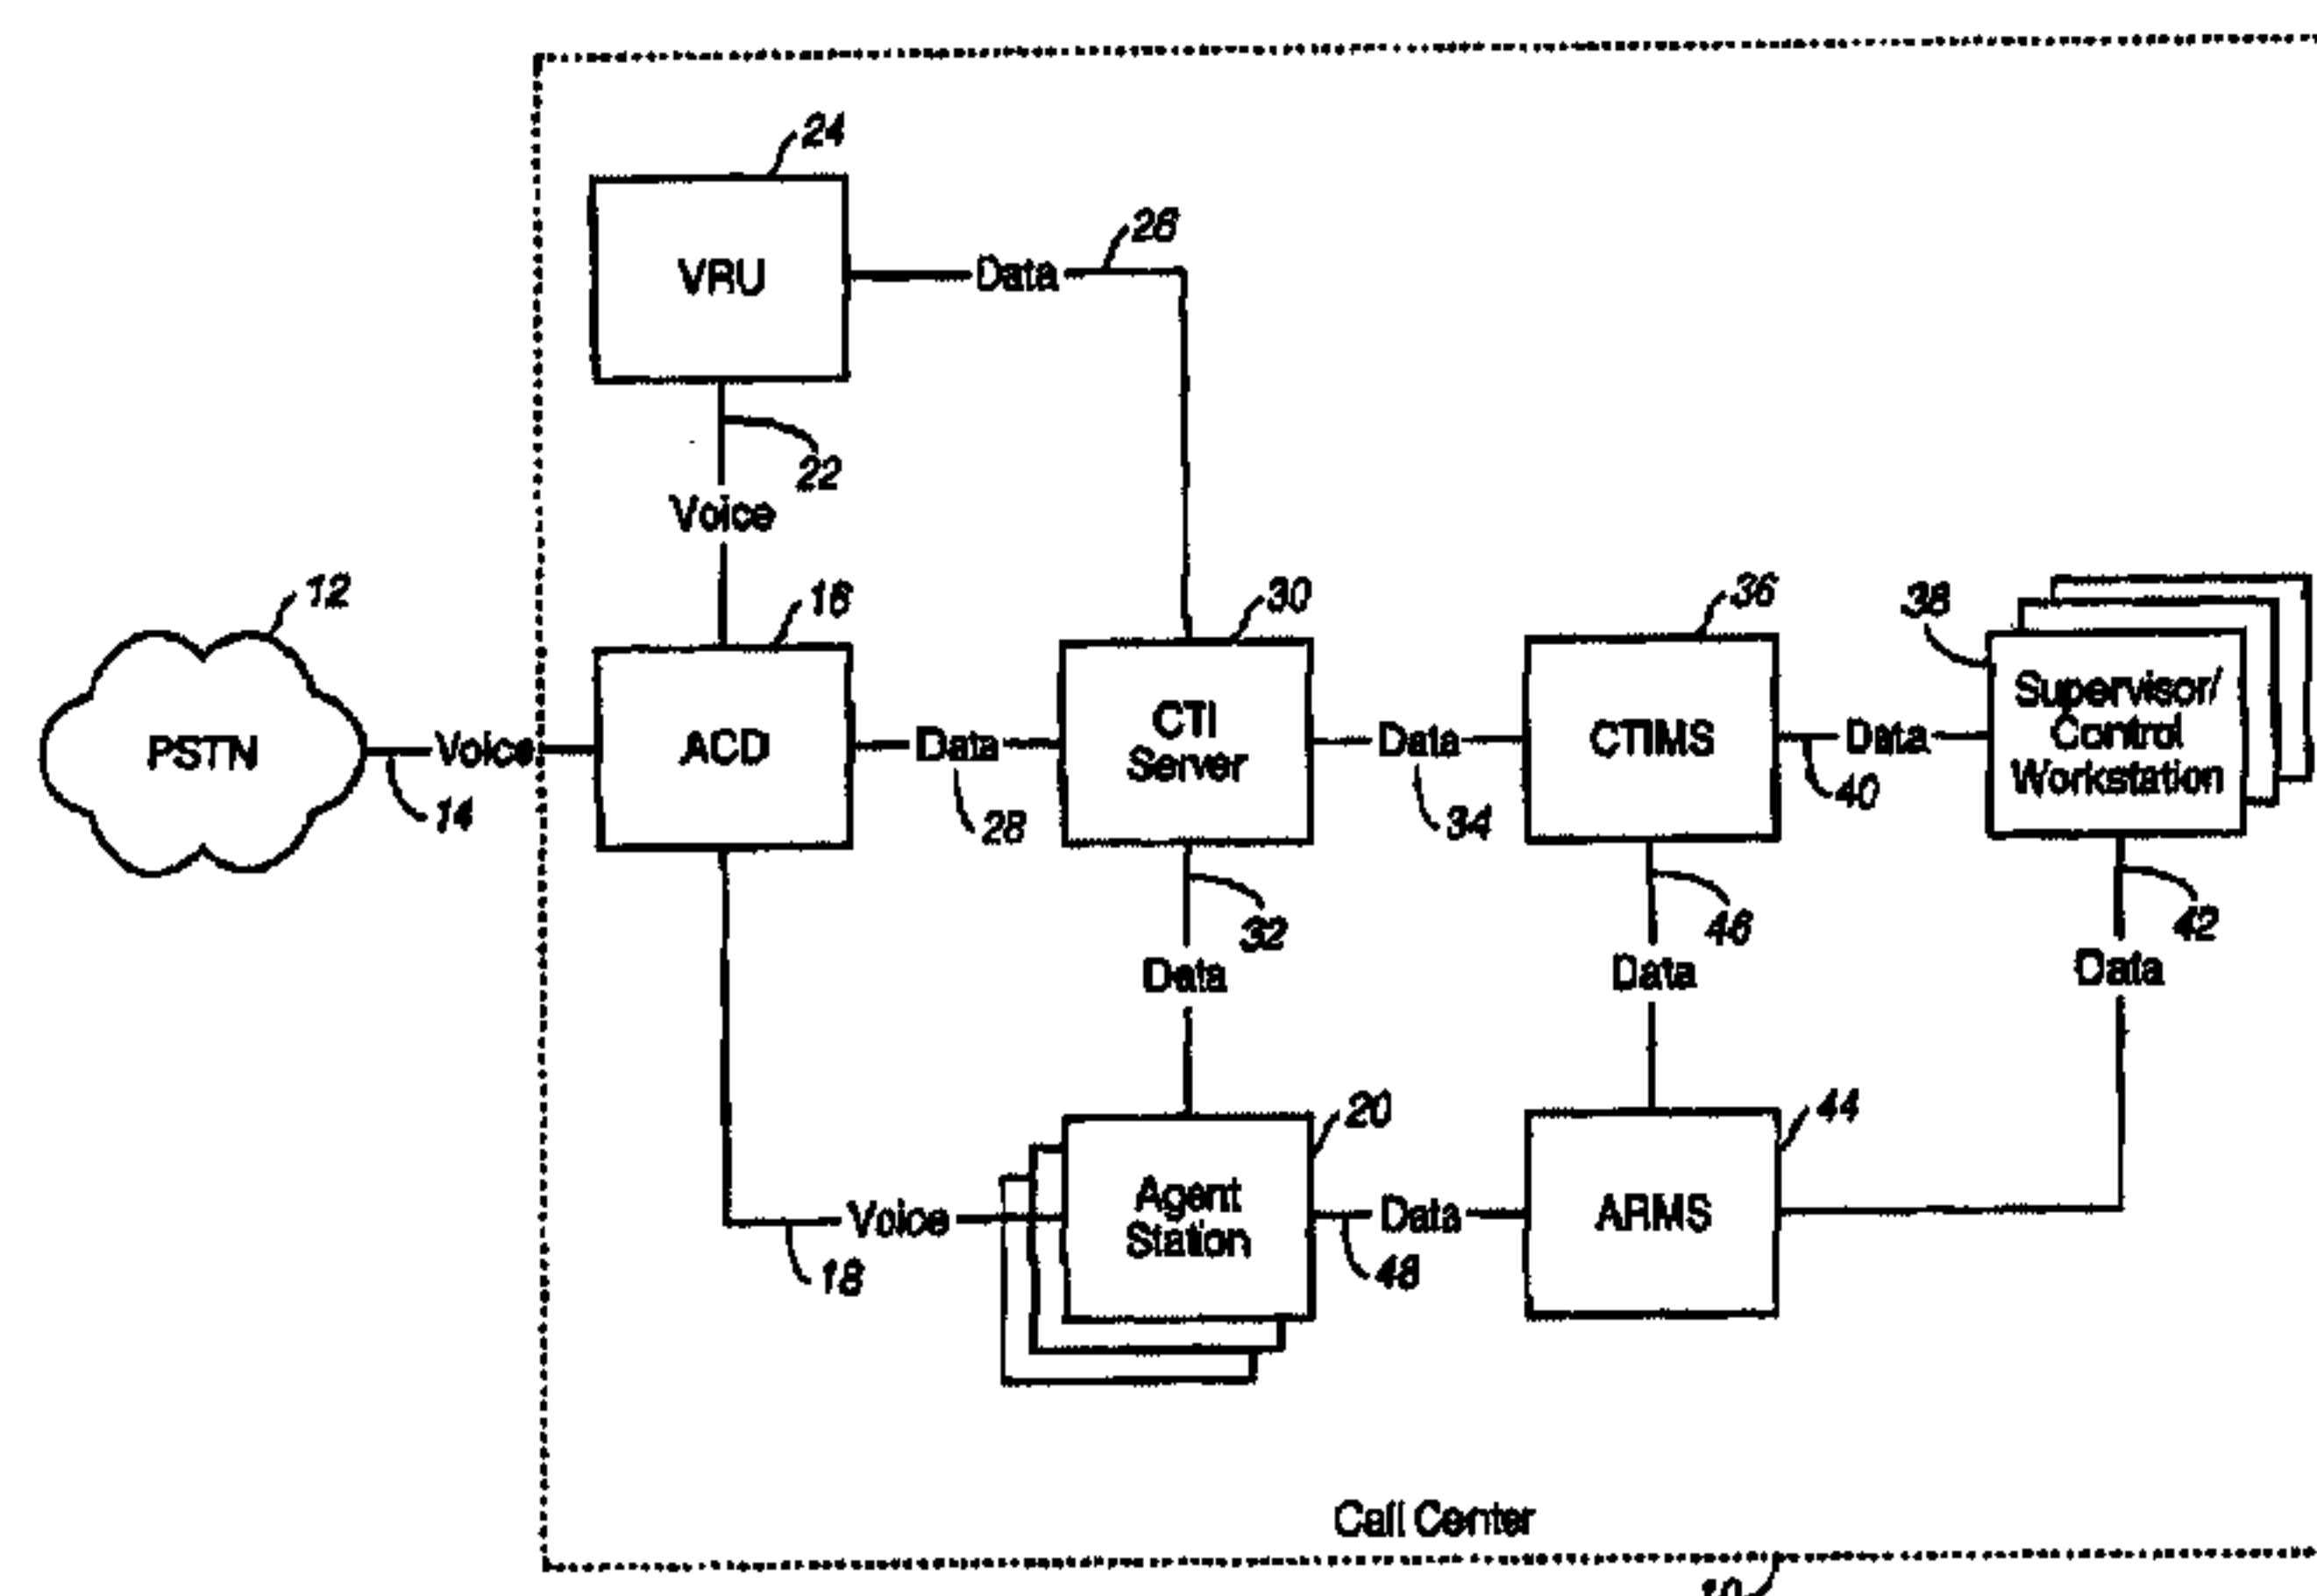 24
26
VRU
Data
22
Voice
12
16
30
36
38
PSTN
Voice
ACD
Data
CTI
Server
Data
CTIMS
Data
Supervisor/
Control
Workstation
14
28
34
40
32
46
42
Data
Data
Data
20
44
Voice
Agent
Station
Data
ARMS
18
48
Call Center
10